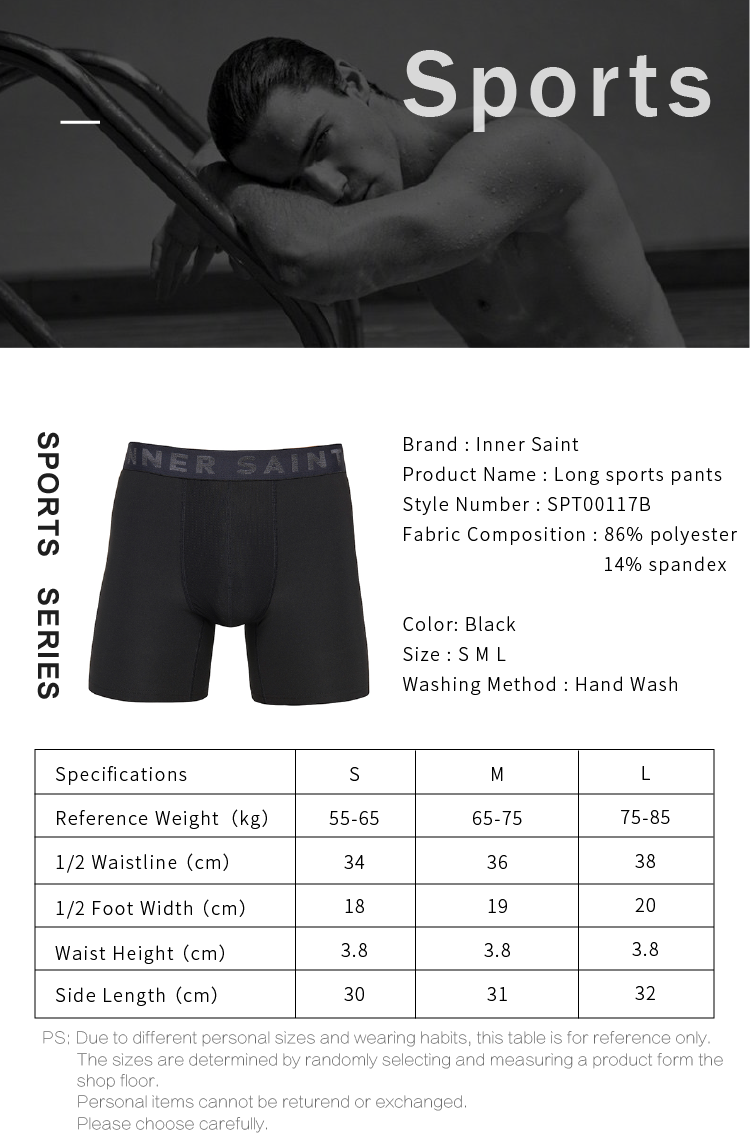 Sports
SPORTS SERIES
INNER SAINT
Brand : Inner Saint
Product Name : Long sports pants
Style Number : SPT00117B
Fabric Composition : 86% polyester
14% spandex
Color: Black
Size : S M L
Washing Method : Hand Wash
Specifications S M L
Reference Weight（kg） 55-65 65-75 75-85
1/2 Waistline（cm） 34 36 38
1/2 Foot Width（cm） 18 19 20
Waist Height（cm） 3.8 3.8 3.8
Side Length（cm） 30 31 32
PS: Due to different personal sizes and wearing habits, this table is for reference only.
The sizes are determined by randomly selecting and measuring a product form the
shop floor.
Personal items cannot be returend or exchanged.
Please choose carefully.